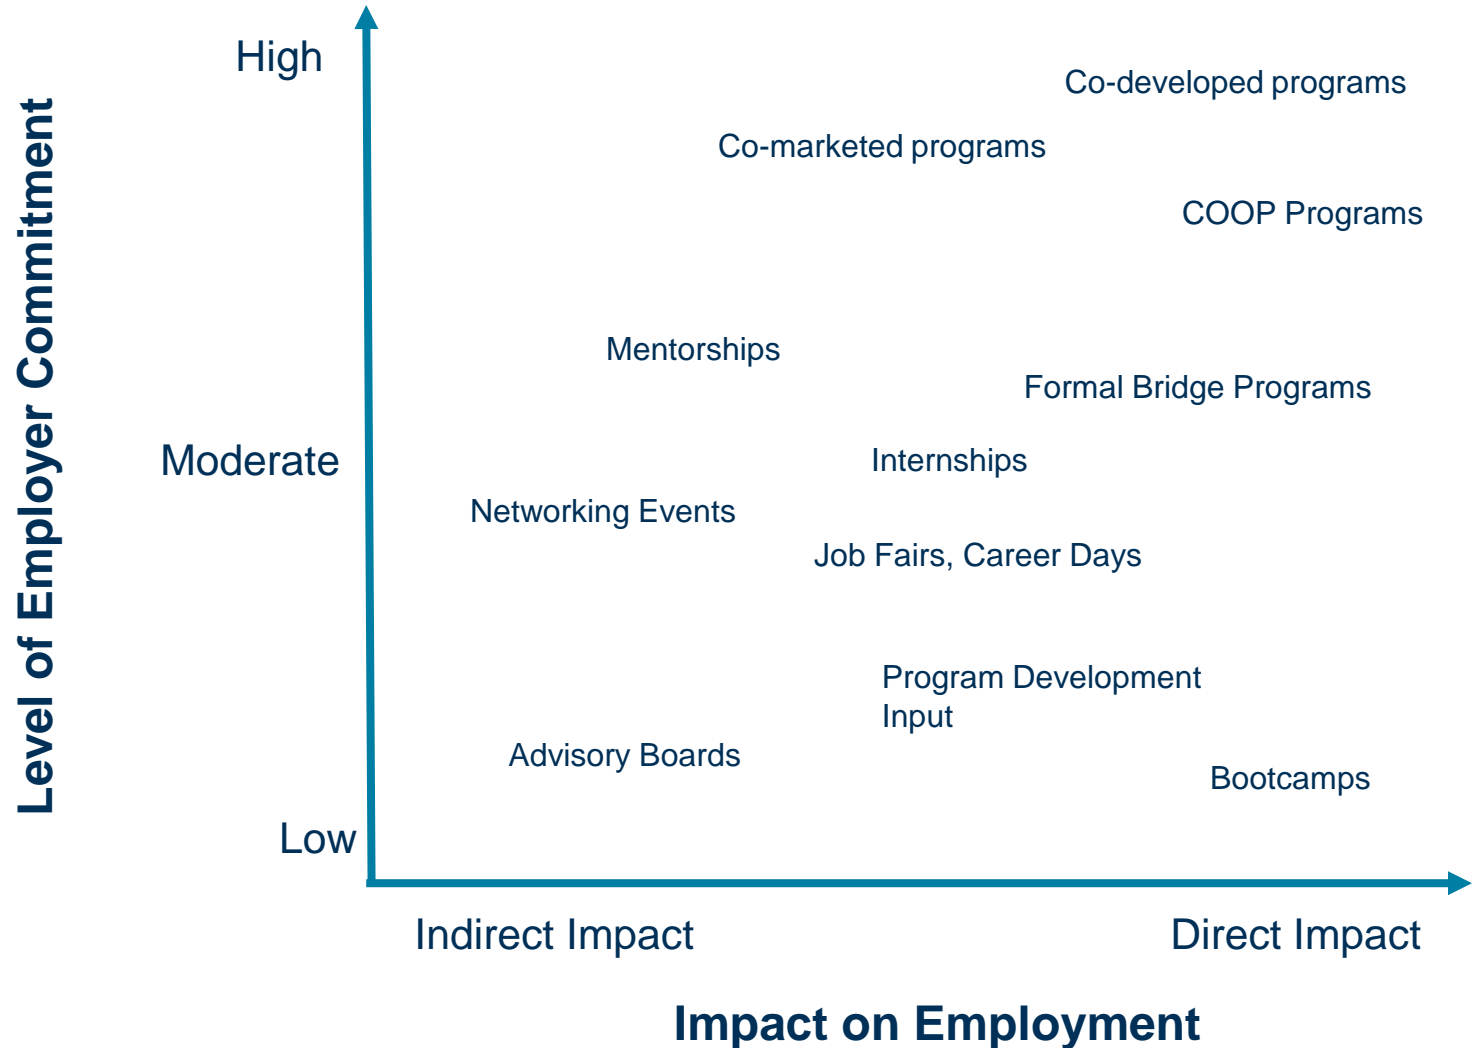 Level of Employer Commitment
High
Co-developed programs
Co-marketed programs
COOP Programs
Mentorships
Formal Bridge Programs
Moderate
Internships
Networking Events
Job Fairs, Career Days
Program Development
Input
Advisory Boards
Bootcamps
Low
Indirect Impact
Direct Impact
Impact on Employment